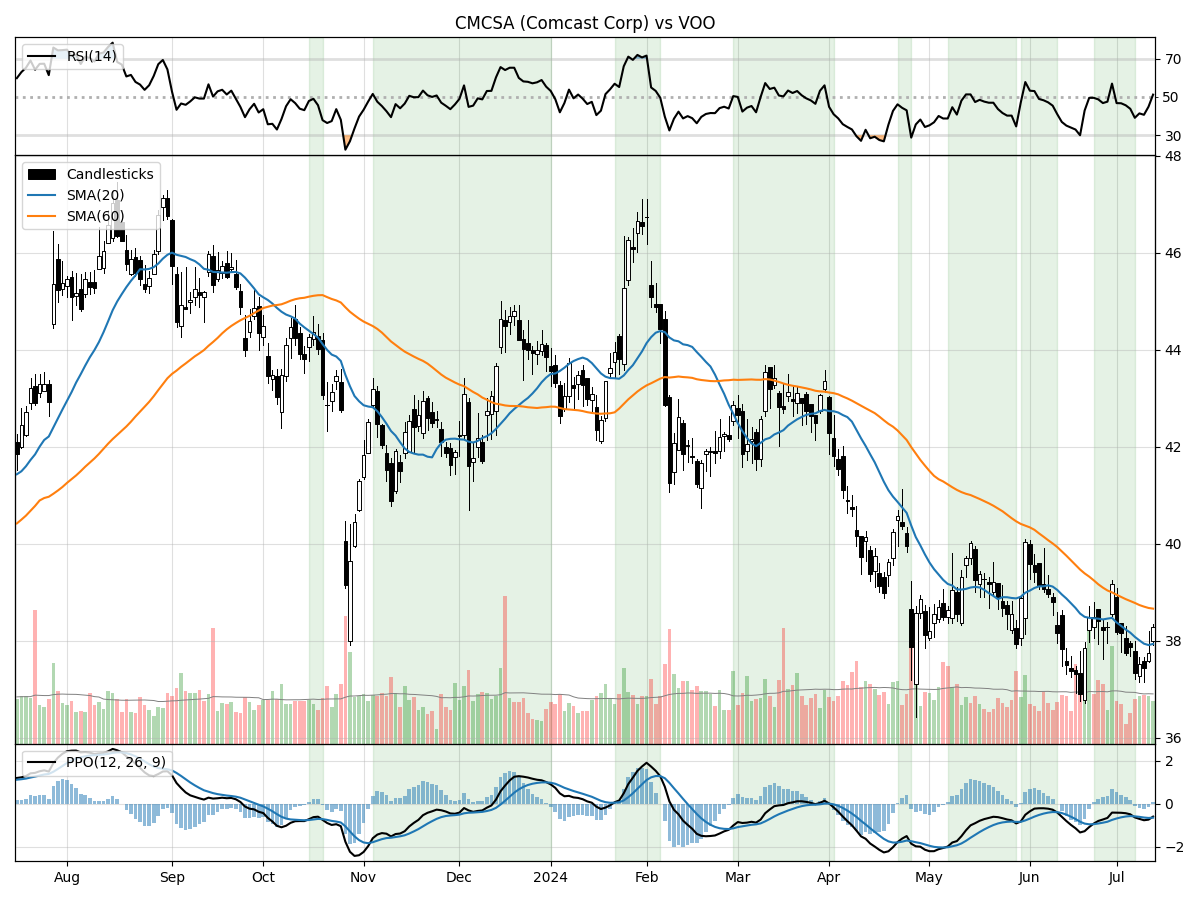 CMCSA (Comcast Corp) vs VOO
RSI(14)
70
50
30
Candlesticks
SMA(20)
SMA(60)
48
46
44
42
40
38
36
PPO(12, 26, 9)
2
0
−2
Aug Sep Oct Nov Dec 2024 Feb Mar Apr May Jun Jul